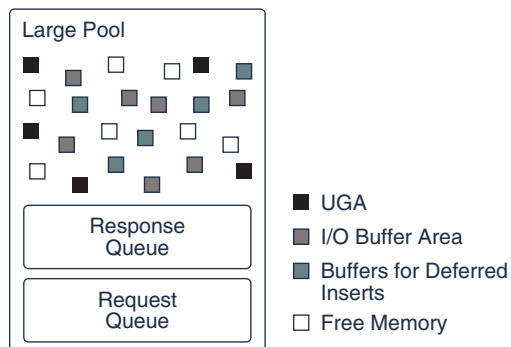 Large Pool
Response
Queue
Request
Queue
UGA
I/O Buffer Area
Buffers for Deferred
Inserts
Free Memory